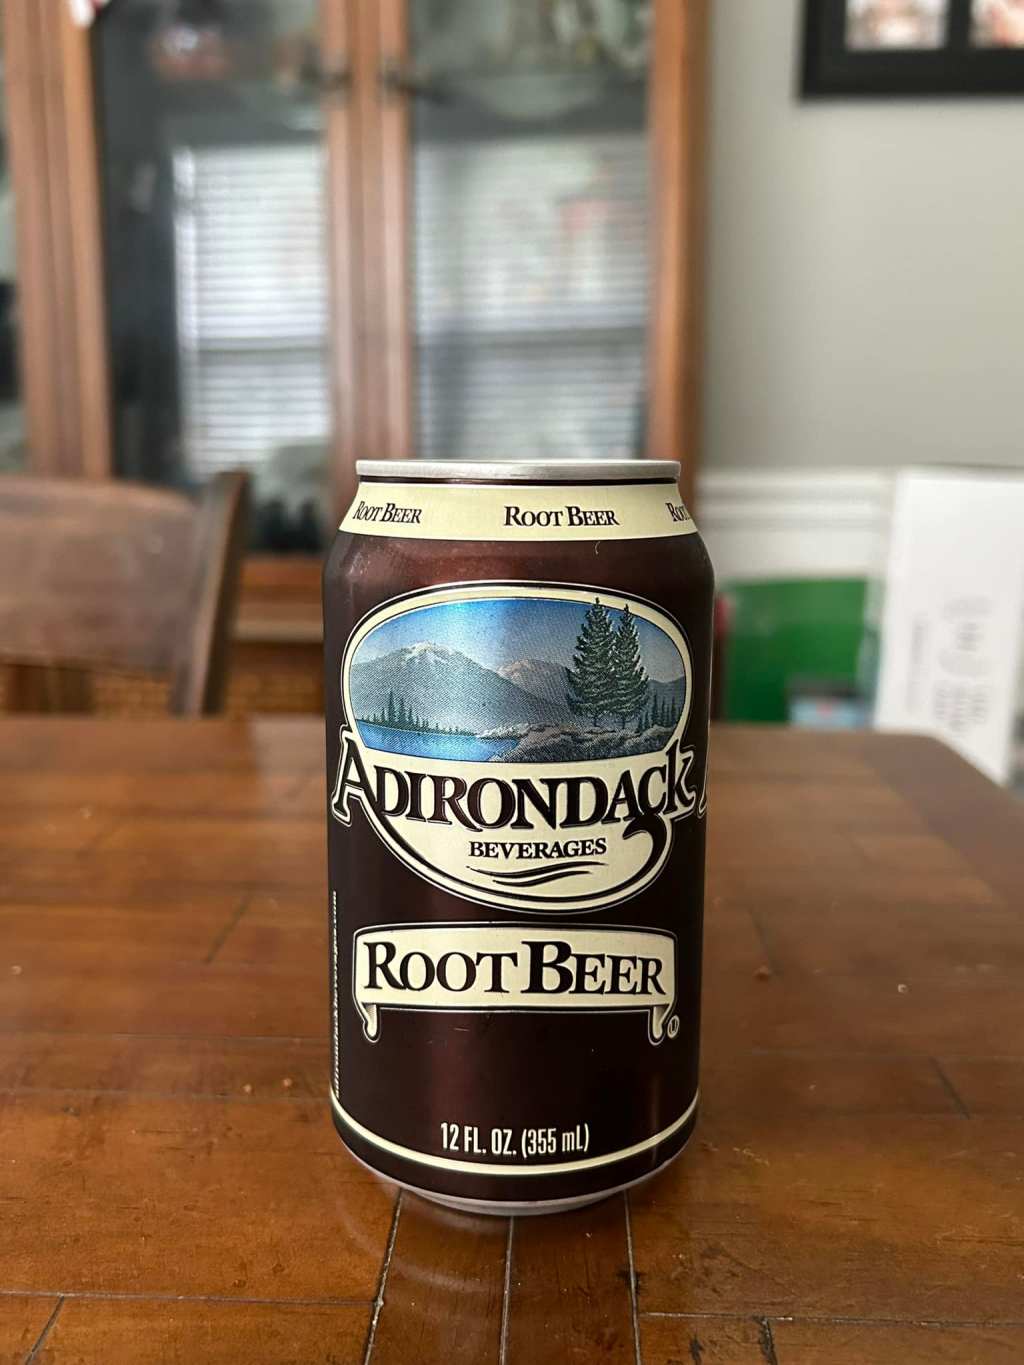 ROOT BEER ROOT BEER
ADIRONDACK
BEVERAGES
ROOT BEER
12 FL. OZ. (355 mL)